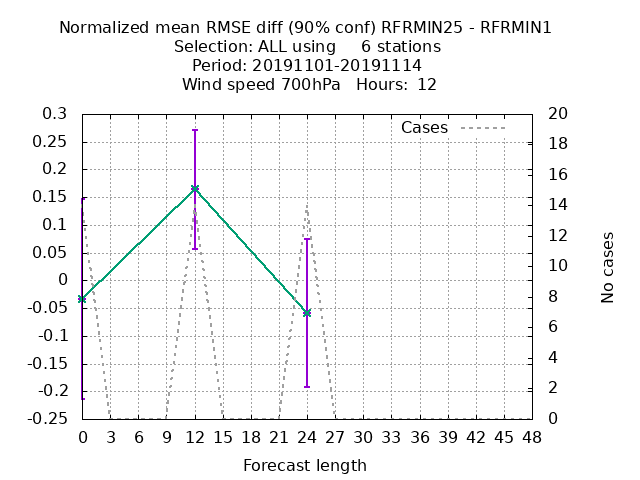 Normalized mean RMSE diff (90% conf) RFRMIN25 - RFRMIN1
Selection: ALL using     6 stations
Period: 20191101-20191114
Wind speed 700hPa   Hours:  12
Cases
0.3
0.25
0.2
0.15
0.1
0.05
0
-0.05
-0.1
-0.15
-0.2
-0.25
20
18
16
14
12
10
8
6
4
2
0
No cases
0 3 6 9 12 15 18 21 24 27 30 33 36 39 42 45 48
Forecast length